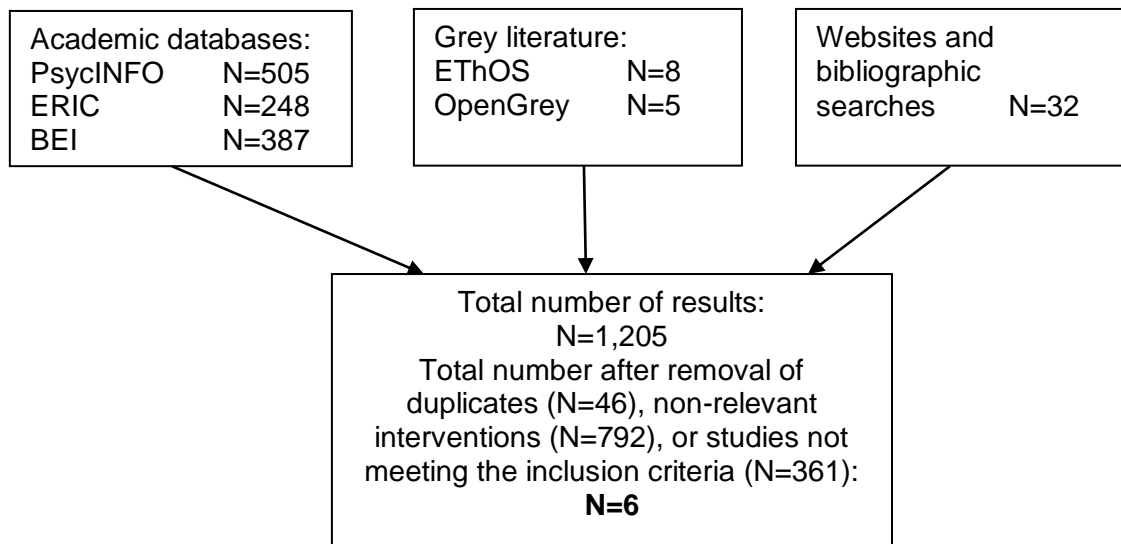 Academic databases:
PsycINFO N=505
ERIC N=248
BEI N=387
Grey literature:
EThOS N=8
OpenGrey N=5
Websites and
bibliographic
searches N=32
Total number of results:
N=1,205
Total number after removal of
duplicates (N=46), non-relevant
interventions (N=792), or studies not
meeting the inclusion criteria (N=361):
N=6